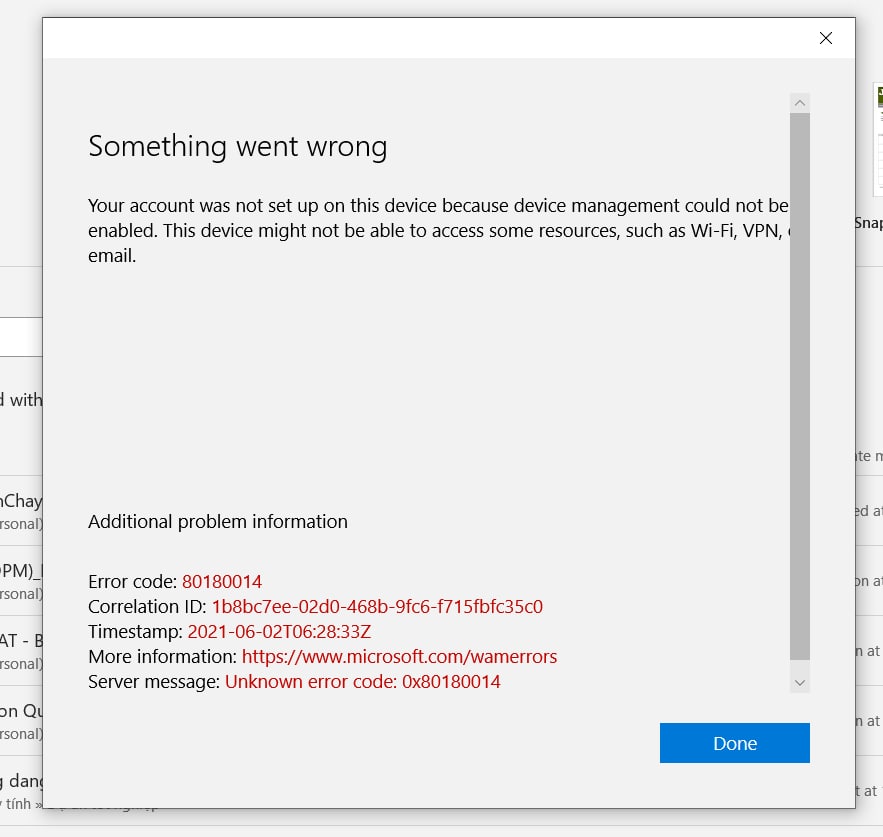 Something went wrong
Your account was not set up on this device because device management could not be
enabled. This device might not be able to access some resources, such as Wi-Fi, VPN,
email.
Snap
d with
ate m
nChay
rsonal)
ed at
OPM)_
rsonal)
on at
AT - B
rsonal)
n at
on Qu
rsonal)
n at
g dang
tính »
t at
Additional problem information
Error code: 80180014
Correlation ID: 1b8bc7ee-02d0-468b-9fc6-f715fbfc35c0
Timestamp: 2021-06-02T06:28:33Z
More information: https://www.microsoft.com/wamerrors
Server message: Unknown error code: 0x80180014
Done